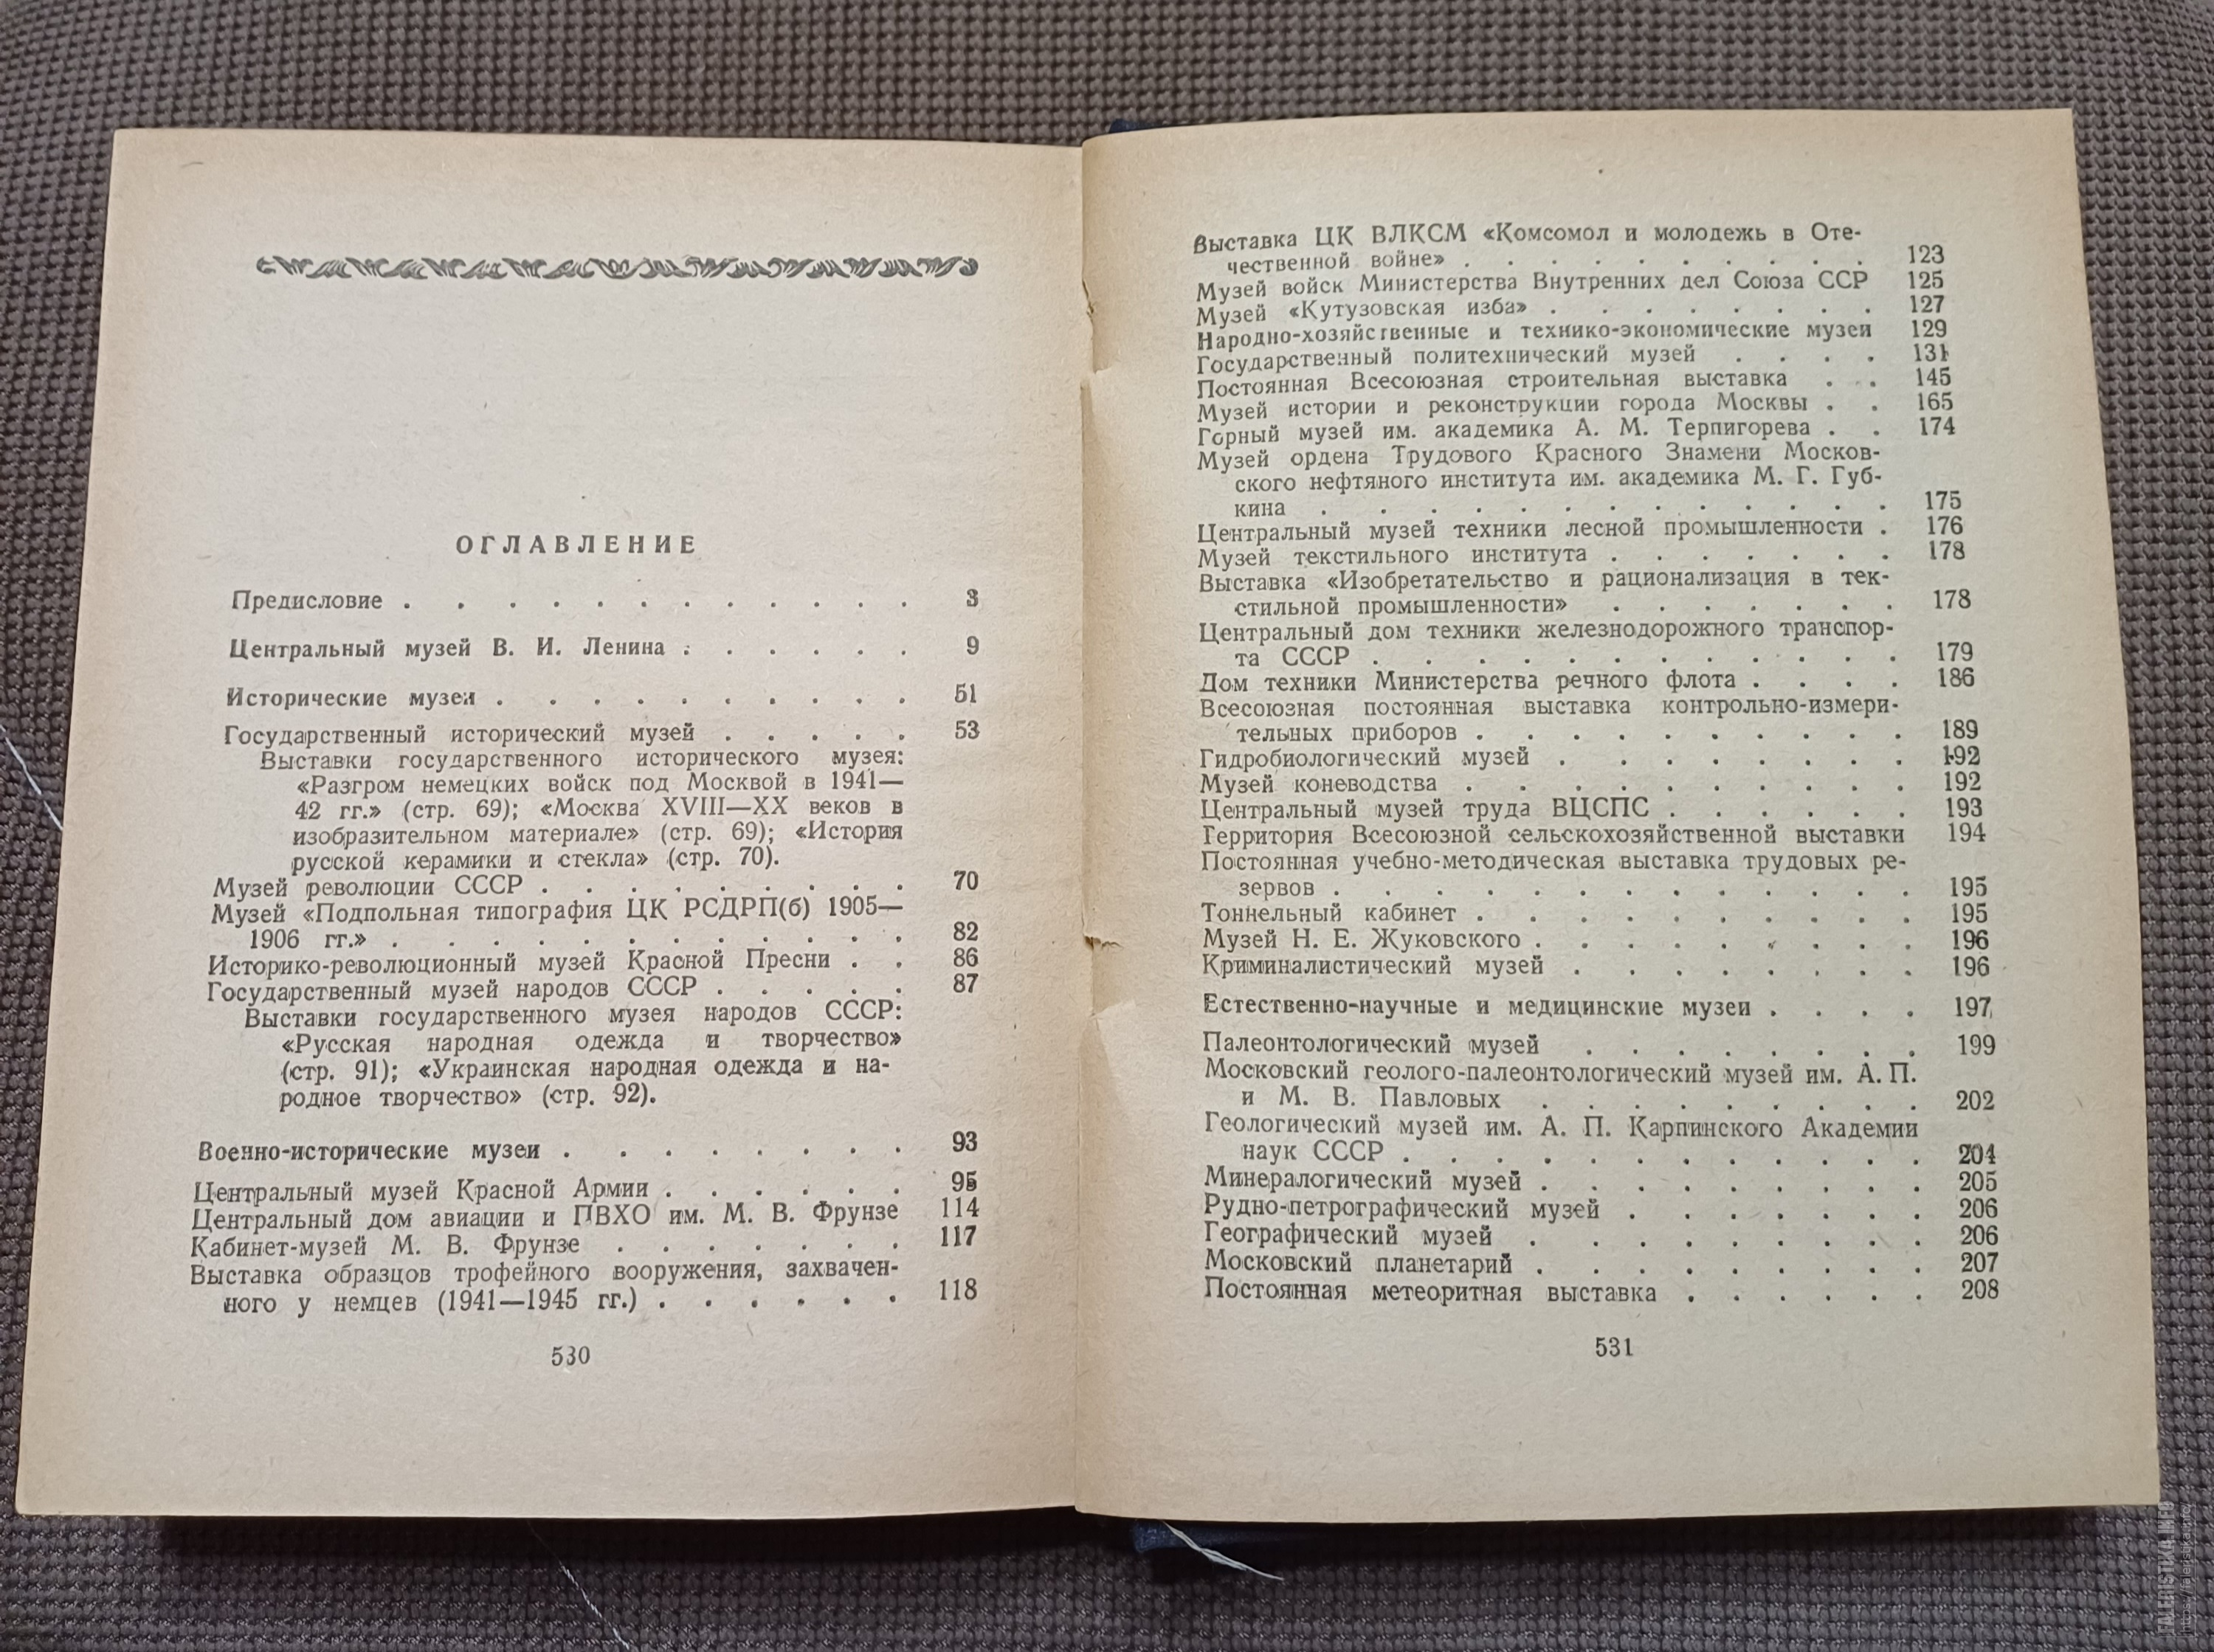 ОГЛАВЛЕНИЕ
Предисловие . . . . . . . . . . . . 3
Центральный музей В. И. Ленина . . . . . . 9
Исторические музеи . . . . . . . . . . 51
Государственный исторический музей . . . . . 53
Выставки государственного исторического музея:
«Разгром немецких войск под Москвой в 1941—
42 гг.» (стр. 69); «Москва XVIII—XX веков в
изобразительном материале» (стр. 69); «История
русской керамики и стекла» (стр. 70).
Музей революции СССР . . . . . . . . . 70
Музей «Подпольная типография ЦК РСДРП(б) 1905—
1906 гг.» . . . . . . . . . . . . 82
Историко-революционный музей Красной Пресни . . 86
Государственный музей народов СССР . . . . . 87
Выставки государственного музея народов СССР:
«Русская народная одежда и творчество»
(стр. 91); «Украинская народная одежда и на-
родное творчество» (стр. 92).
Военно-исторические музеи . . . . . . . . 93
Центральный музей Красной Армии . . . . . . 95
Центральный дом авиации и ПВХО им. М. В. Фрунзе 114
Кабинет-музей М. В. Фрунзе . . . . . . . 117
Выставка образцов трофейного вооружения, захвачен-
ного у немцев (1941—1945 гг.) . . . . . . 118
530
Выставка ЦК ВЛКСМ «Комсомол и молодежь в Оте-
чественной войне» . . . . . . . . . . 123
Музей войск Министерства Внутренних дел Союза ССР 125
Музей «Кутузовская изба» . . . . . . . . 127
Народно-хозяйственные и технико-экономические музеи 129
Государственный политехнический музей . . . . 131
Постоянная Всесоюзная строительная выставка . . . 145
Музей истории и реконструкции города Москвы . . 165
Горный музей им. академика А. М. Терпигорева . . 174
Музей ордена Трудового Красного Знамени Москов-
ского нефтяного института им. академика М. Г. Губ-
кина . . . . . . . . . . . . . 175
Центральный музей техники лесной промышленности . 176
Музей текстильного института . . . . . . . 178
Выставка «Изобретательство и рационализация в тек-
стильной промышленности» . . . . . . . 178
Центральный дом техники железнодорожного транспор-
та СССР . . . . . . . . . . . . 179
Дом техники Министерства речного флота . . . . 186
Всесоюзная постоянная выставка контрольно-измери-
тельных приборов . . . . . . . . . . 189
Гидробиологический музей . . . . . . . . 192
Музей коневодства . . . . . . . . . . 192
Центральный музей труда ВЦСПС . . . . . . 193
Территория Всесоюзной сельскохозяйственной выставки 194
Постоянная учебно-методическая выставка трудовых ре-
зервов . . . . . . . . . . . . . 195
Тоннельный кабинет . . . . . . . . . . 195
Музей Н. Е. Жуковского . . . . . . . . . 196
Криминалистический музей . . . . . . . . 196
Естественно-научные и медицинские музеи . . . . 197
Палеонтологический музей . . . . . . . . 199
Московский геолого-палеонтологический музей им. А. П.
и М. В. Павловых . . . . . . . . . 202
Геологический музей им. А. П. Карпинского Академии
наук СССР . . . . . . . . . . . . 204
Минералогический музей . . . . . . . . . 205
Рудно-петрографический музей . . . . . . . 206
Географический музей . . . . . . . . . 206
Московский планетарий . . . . . . . . . 207
Постоянная метеоритная выставка . . . . . . 208
531
FALERISTIKA.INFO